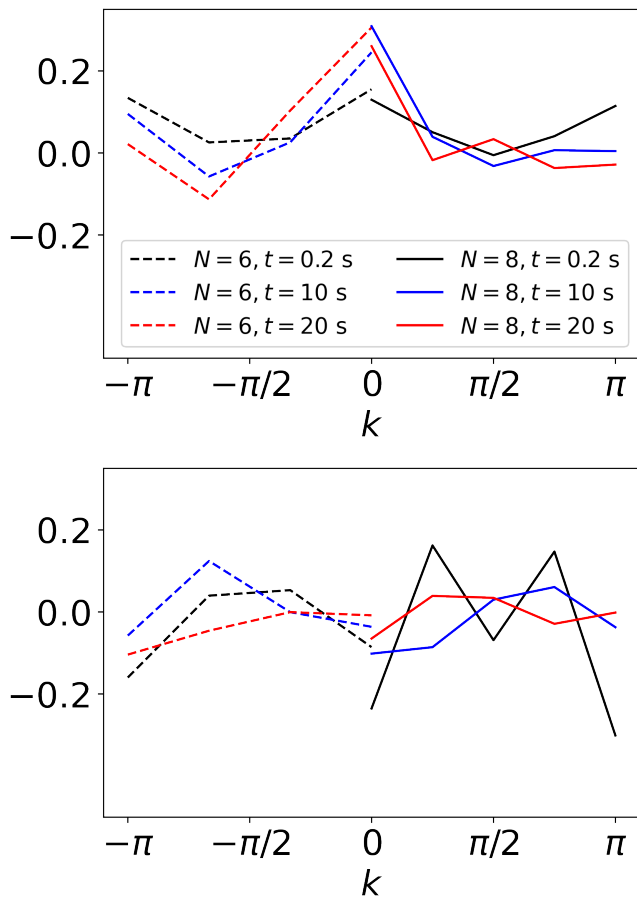 0.2
0.0
−0.2
N = 6, t = 0.2 s
N = 8, t = 0.2 s
N = 6, t = 10 s
N = 8, t = 10 s
N = 6, t = 20 s
N = 8, t = 20 s
−π −π/2 0 π/2 π
k
0.2
0.0
−0.2
−π −π/2 0 π/2 π
k